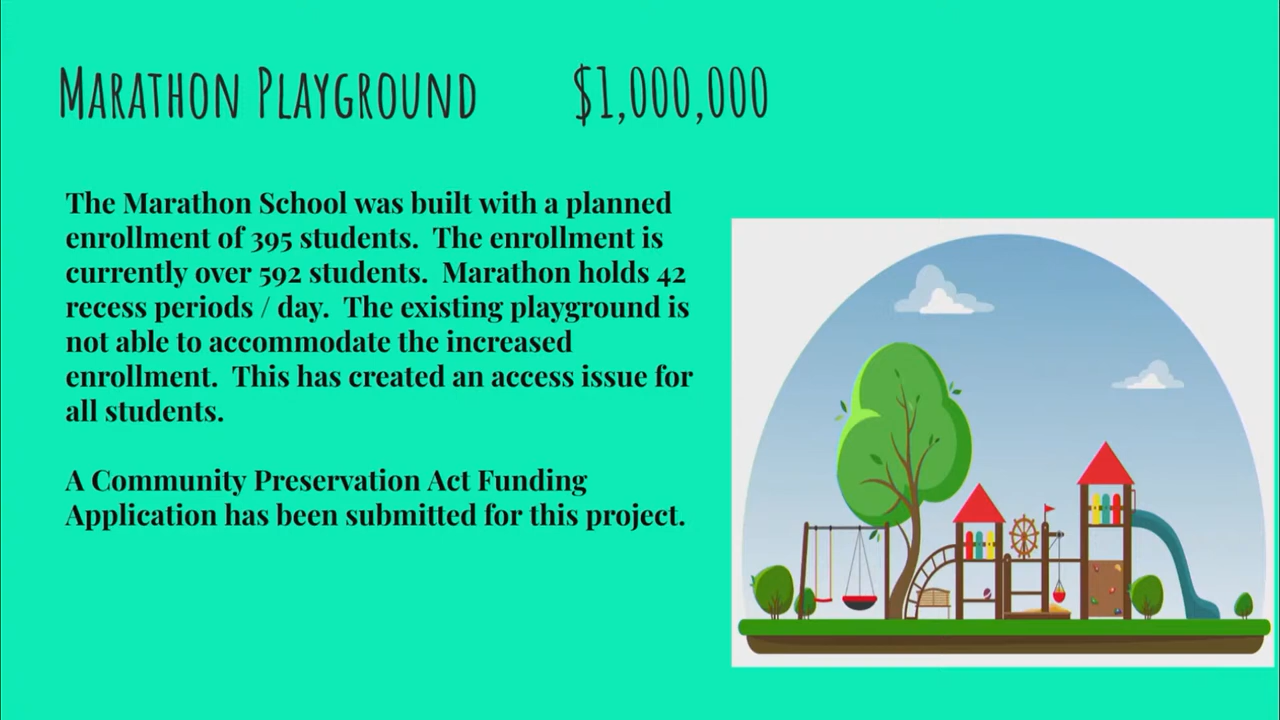 Marathon Playground $1,000,000
The Marathon School was built with a planned
enrollment of 395 students. The enrollment is
currently over 592 students. Marathon holds 42
recess periods / day. The existing playground is
not able to accommodate the increased
enrollment. This has created an access issue for
all students.
A Community Preservation Act Funding
Application has been submitted for this project.